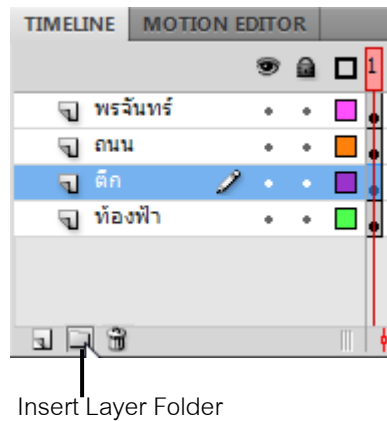 TIMELINE MOTION EDITOR
1
พรจันทร์
ถนน
ตึก
ท้องฟ้า
Insert Layer Folder